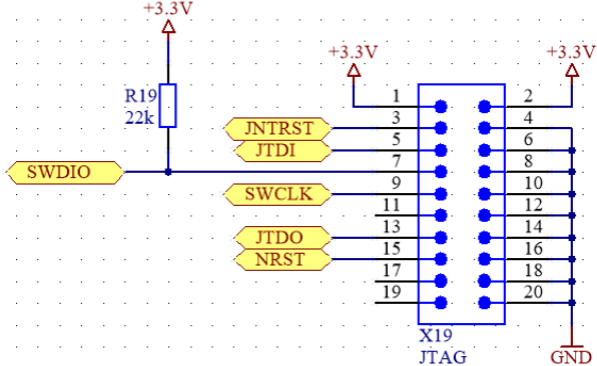 +3.3V
+3.3V
+3.3V
R19
22k
1 2
JNTRST 3 4
JTDI 5 6
SWDIO 7 8
SWCLK 9 10
11 12
JTDO 13 14
NRST 15 16
17 18
19 20
X19
JTAG GND